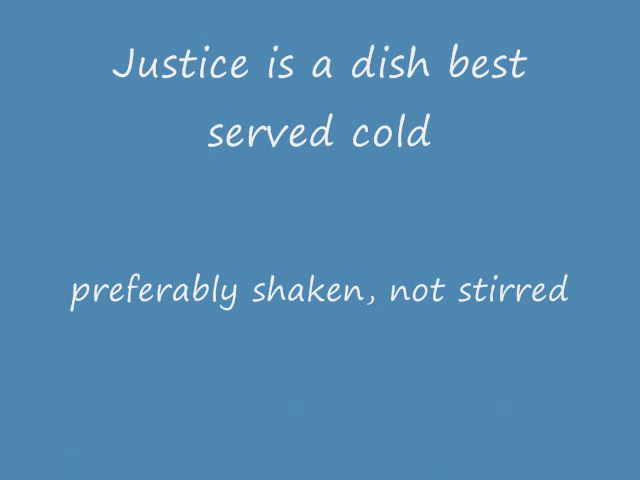 Justice is a dish best
served cold
preferably shaken, not stirred